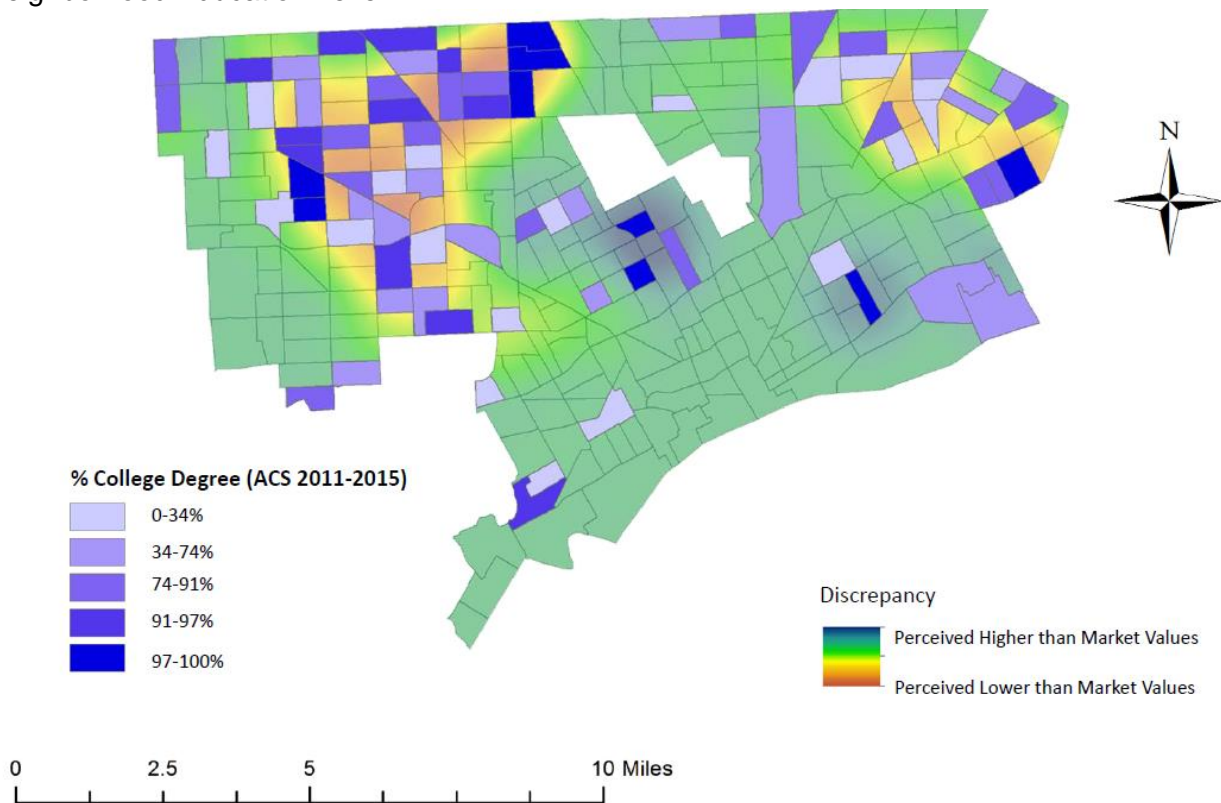 N
% College Degree (ACS 2011-2015)
0-34%
34-74%
74-91%
91-97%
97-100%
Discrepancy
Perceived Higher than Market Values
Perceived Lower than Market Values
0 2.5 5 10 Miles